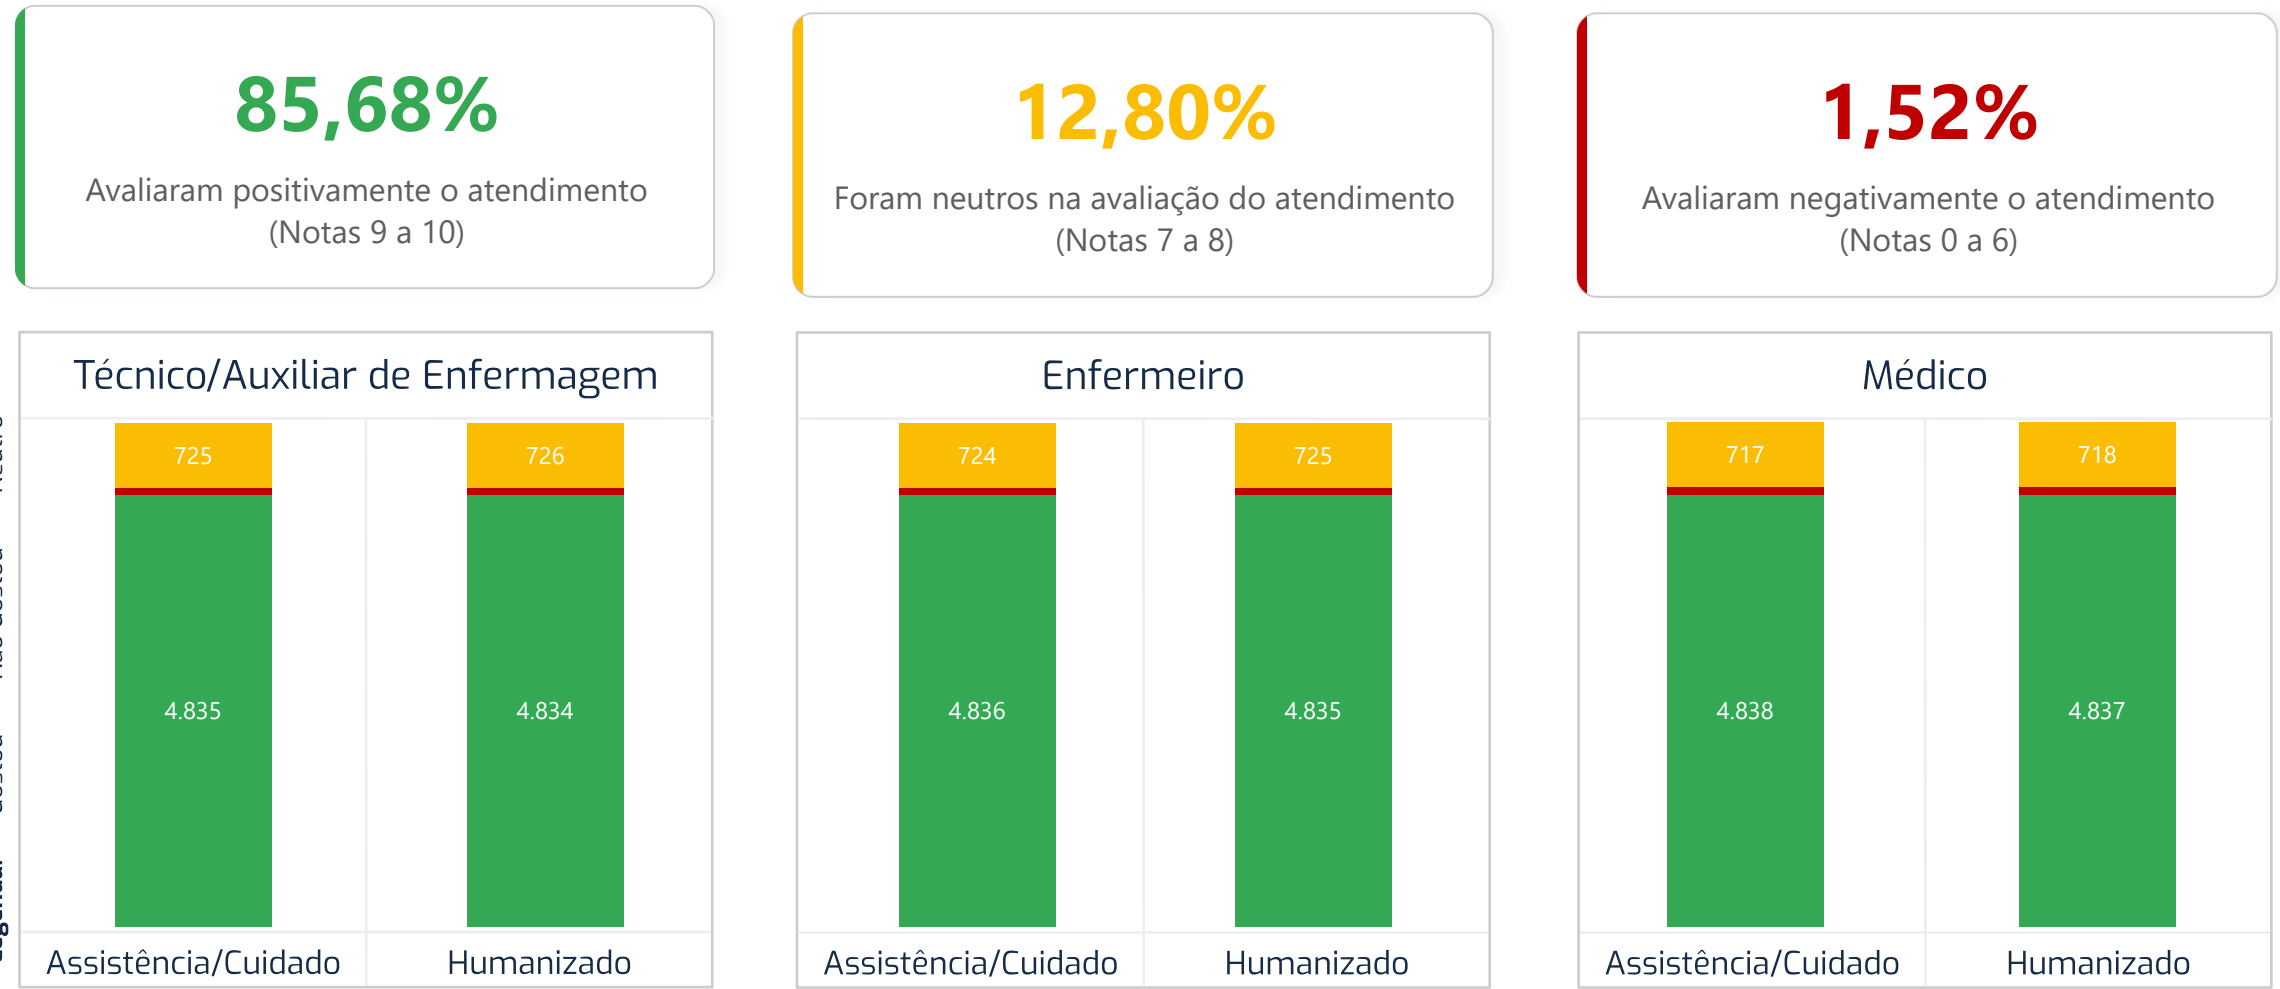 85,68%
Avaliaram positivamente o atendimento
(Notas 9 a 10)
12,80%
Foram neutros na avaliação do atendimento
(Notas 7 a 8)
1,52%
Avaliaram negativamente o atendimento
(Notas 0 a 6)
Técnico/Auxiliar de Enfermagem
725
726
4.835
4.834
Assistência/Cuidado
Humanizado
Enfermeiro
724
725
4.836
4.835
Assistência/Cuidado
Humanizado
Médico
717
718
4.838
4.837
Assistência/Cuidado
Humanizado